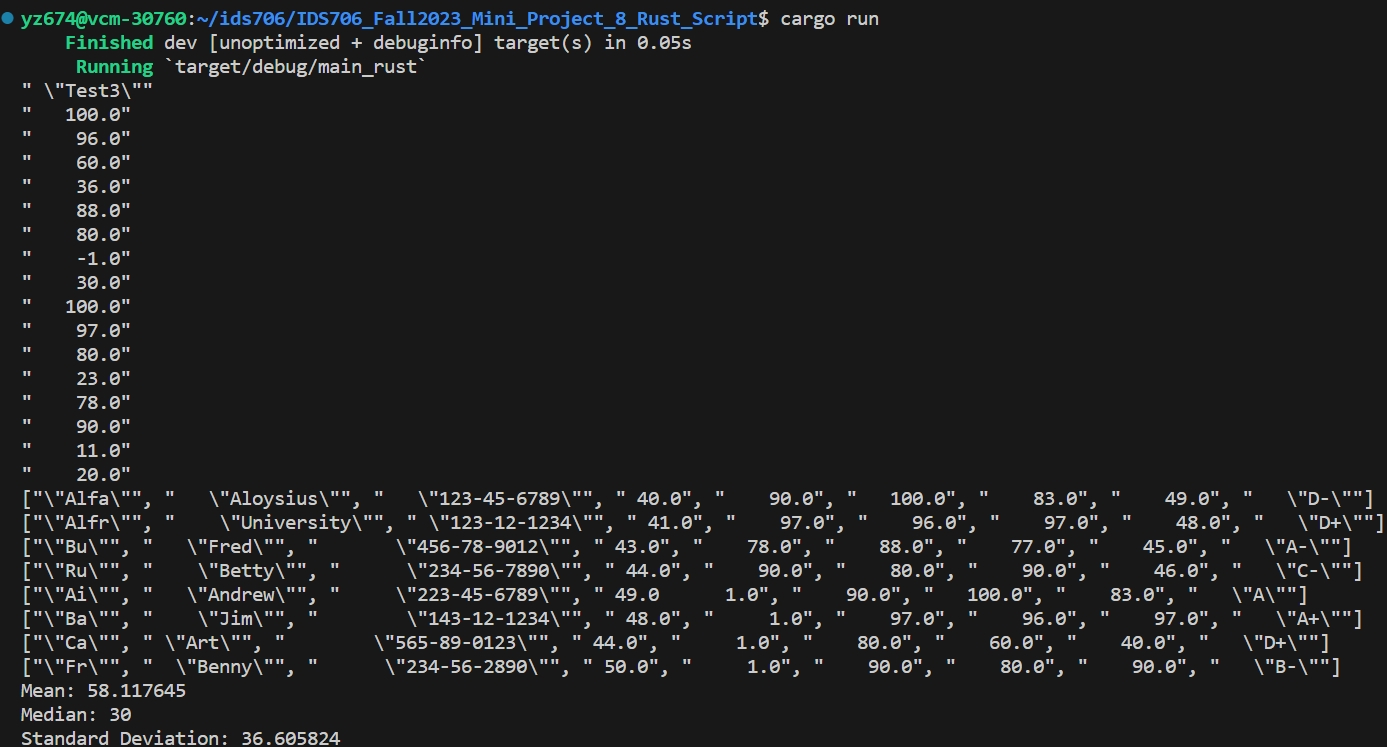 yz674@vcm-30760:~/ids706/IDS706_Fall2023_Mini_Project_8_Rust_Script$ cargo run
    Finished dev [unoptimized + debuginfo] target(s) in 0.05s
     Running `target/debug/main_rust`
" \"Test3\""
"   100.0"
"    96.0"
"    60.0"
"    36.0"
"    88.0"
"    80.0"
"    -1.0"
"    30.0"
"   100.0"
"    97.0"
"    80.0"
"    23.0"
"    78.0"
"    90.0"
"    11.0"
"    20.0"
["\"Alfa\"", "   \"Aloysius\"", "   \"123-45-6789\"", " 40.0", "    90.0", "   100.0", "    83.0", "    49.0", "   \"D-\""]
["\"Alfr\"", "    \"University\"", " \"123-12-1234\"", " 41.0", "    97.0", "    96.0", "    97.0", "    48.0", "   \"D+\""]
["\"Bu\"", "   \"Fred\"", "       \"456-78-9012\"", " 43.0", "    78.0", "    88.0", "    77.0", "    45.0", "   \"A-\""]
["\"Ru\"", "    \"Betty\"", "      \"234-56-7890\"", " 44.0", "    90.0", "    80.0", "    90.0", "    46.0", "    \"C-\""]
["\"Ai\"", "   \"Andrew\"", "     \"223-45-6789\"", " 49.0      1.0", "    90.0", "   100.0", "    83.0", "  \"A\""]
["\"Ba\"", "    \"Jim\"", "        \"143-12-1234\"", " 48.0", "     1.0", "    97.0", "    96.0", "    97.0", "   \"A+\""]
["\"Ca\"", " \"Art\"", "        \"565-89-0123\"", " 44.0", "     1.0", "    80.0", "    60.0", "    40.0", "   \"D+\""]
["\"Fr\"", "  \"Benny\"", "      \"234-56-2890\"", " 50.0", "     1.0", "    90.0", "    80.0", "    90.0", "   \"B-\""]
Mean: 58.117645
Median: 30
Standard Deviation: 36.605824